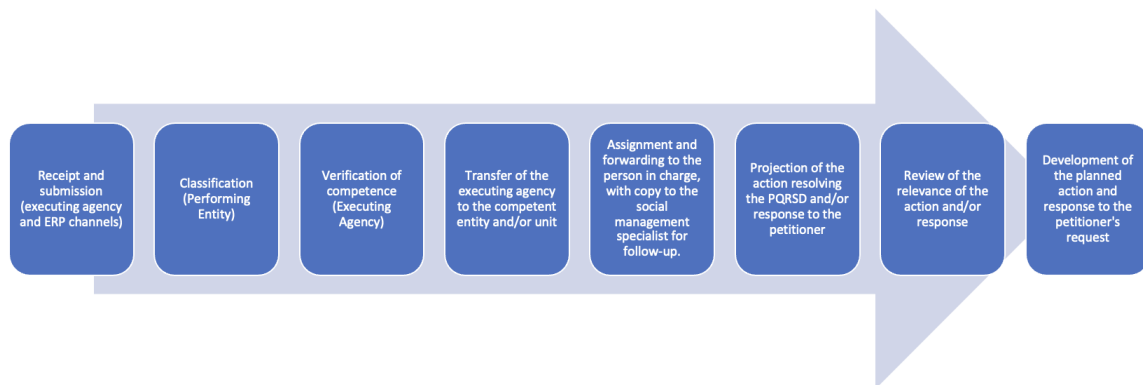 Receipt and
submission
(executing agency
and ERP channels)
Classification
(Performing Entity)
Verification of
competence
(Executing Agency)
Transfer of the
executing agency
to the competent
entity and/or unit
Assignment and
forwarding to the
person in charge,
with copy to the
social
management
specialist for
follow-up.
Projection of the
action resolving
the PQRSD and/or
response to the
petitioner
Review of the
relevance of the
action and/or
response
Development of
the planned
action and
response to the
petitioner's
request